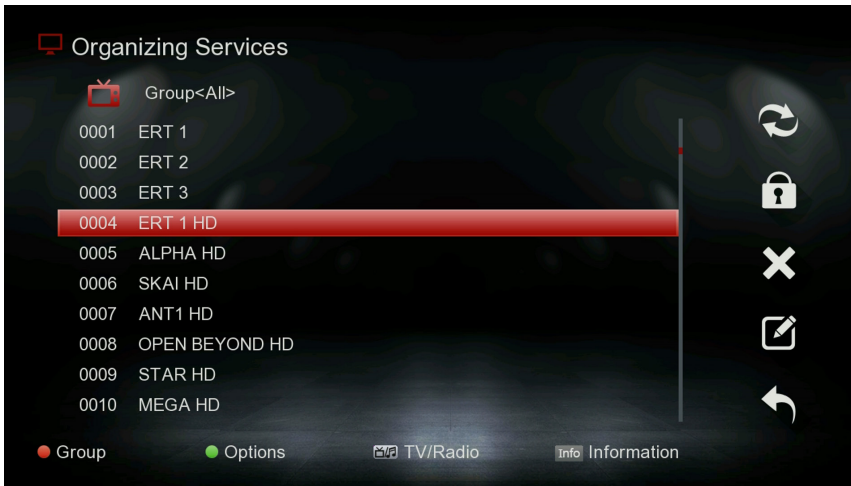 Organizing Services
Group<All>
0001 ERT 1
0002 ERT 2
0003 ERT 3
0004 ERT 1 HD
0005 ALPHA HD
0006 SKAI HD
0007 ANT1 HD
0008 OPEN BEYOND HD
0009 STAR HD
0010 MEGA HD
Group Options TV/Radio Info Information